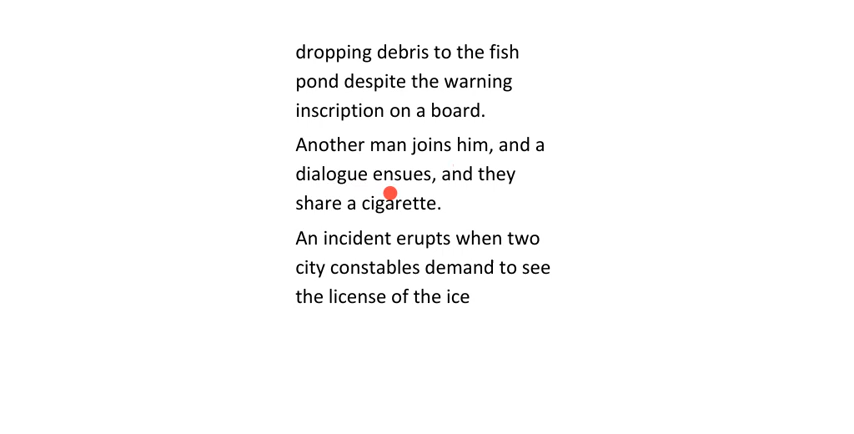 dropping debris to the fish
pond despite the warning
inscription on a board.
Another man joins him, and a
dialogue ensues, and they
share a cigarette.
An incident erupts when two
city constables demand to see
the license of the ice